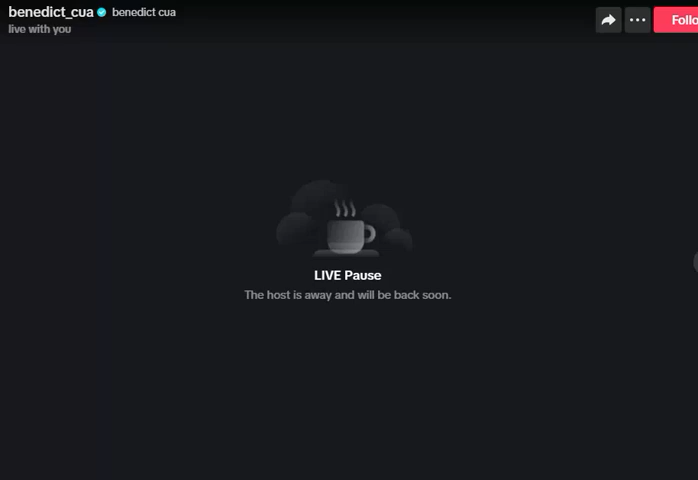 benedict_cua benedict cua
live with you
Follo
LIVE Pause
The host is away and will be back soon.